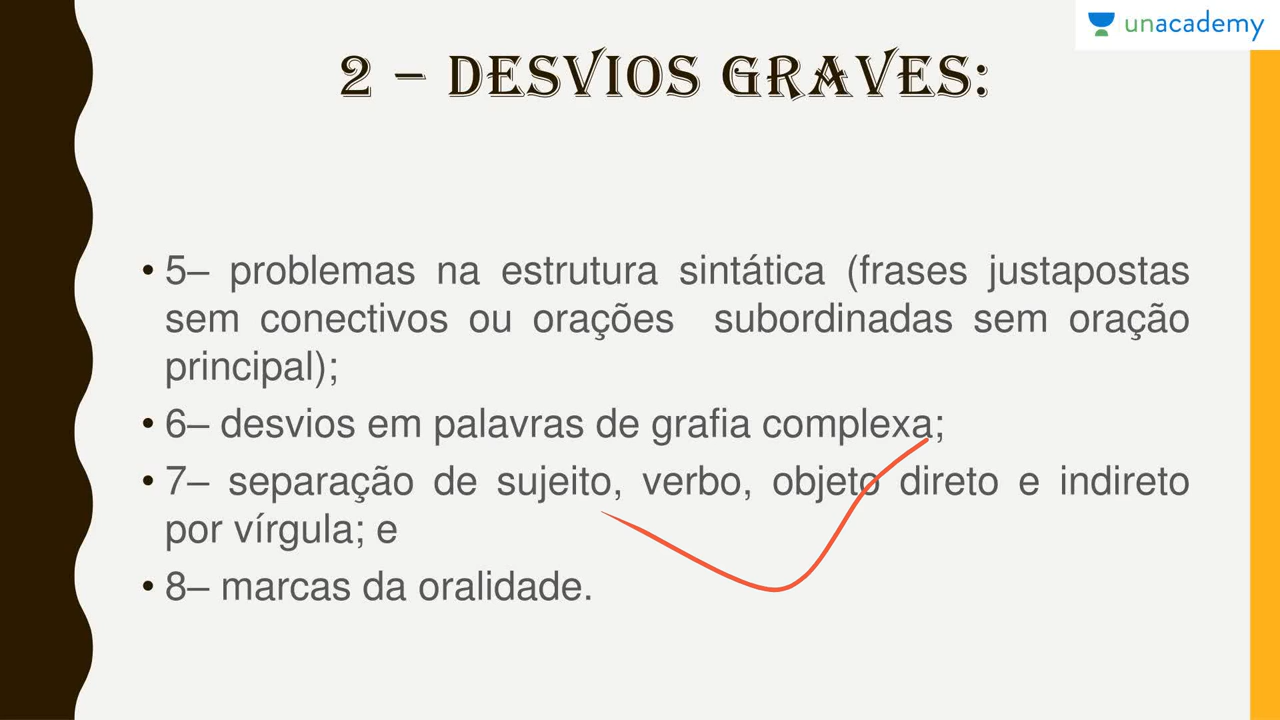 unacademy
2 – DESVIOS GRAVES:
• 5– problemas na estrutura sintática (frases justapostas
sem conectivos ou orações subordinadas sem oração
principal);
• 6– desvios em palavras de grafia complexa;
• 7– separação de sujeito, verbo, objeto direto e indireto
por vírgula; e
• 8– marcas da oralidade.